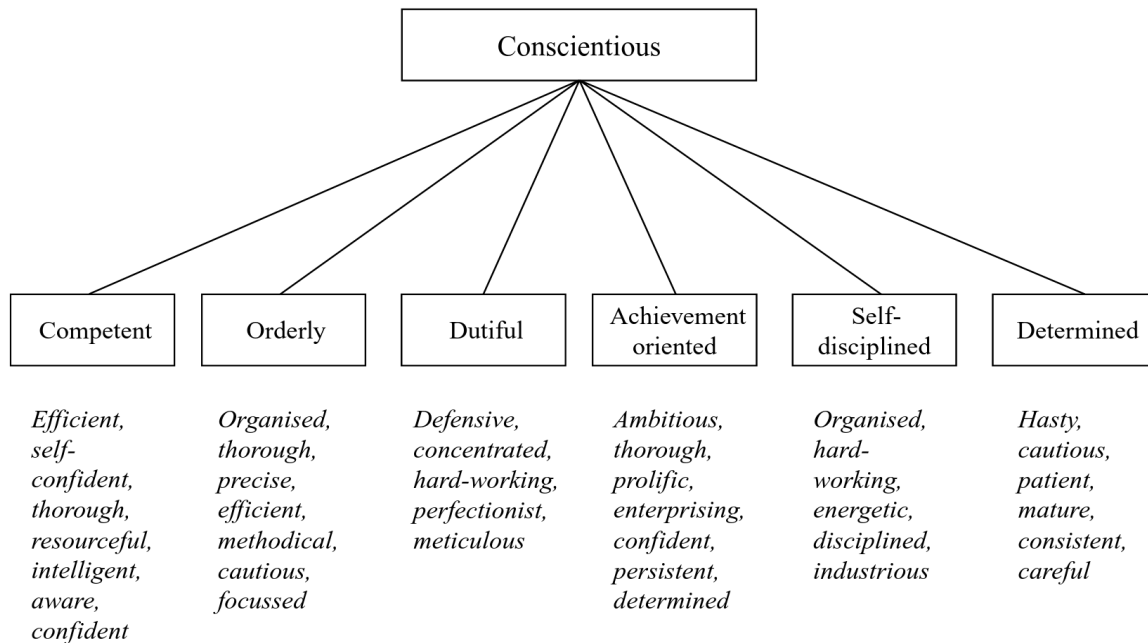 Conscientious
Competent
Orderly
Dutiful
Achievement
oriented
Self-
disciplined
Determined
Efficient,
self-
confident,
thorough,
resourceful,
intelligent,
aware,
confident
Organised,
thorough,
precise,
efficient,
methodical,
cautious,
focussed
Defensive,
concentrated,
hard-working,
perfectionist,
meticulous
Ambitious,
thorough,
prolific,
enterprising,
confident,
persistent,
determined
Organised,
hard-
working,
energetic,
disciplined,
industrious
Hasty,
cautious,
patient,
mature,
consistent,
careful